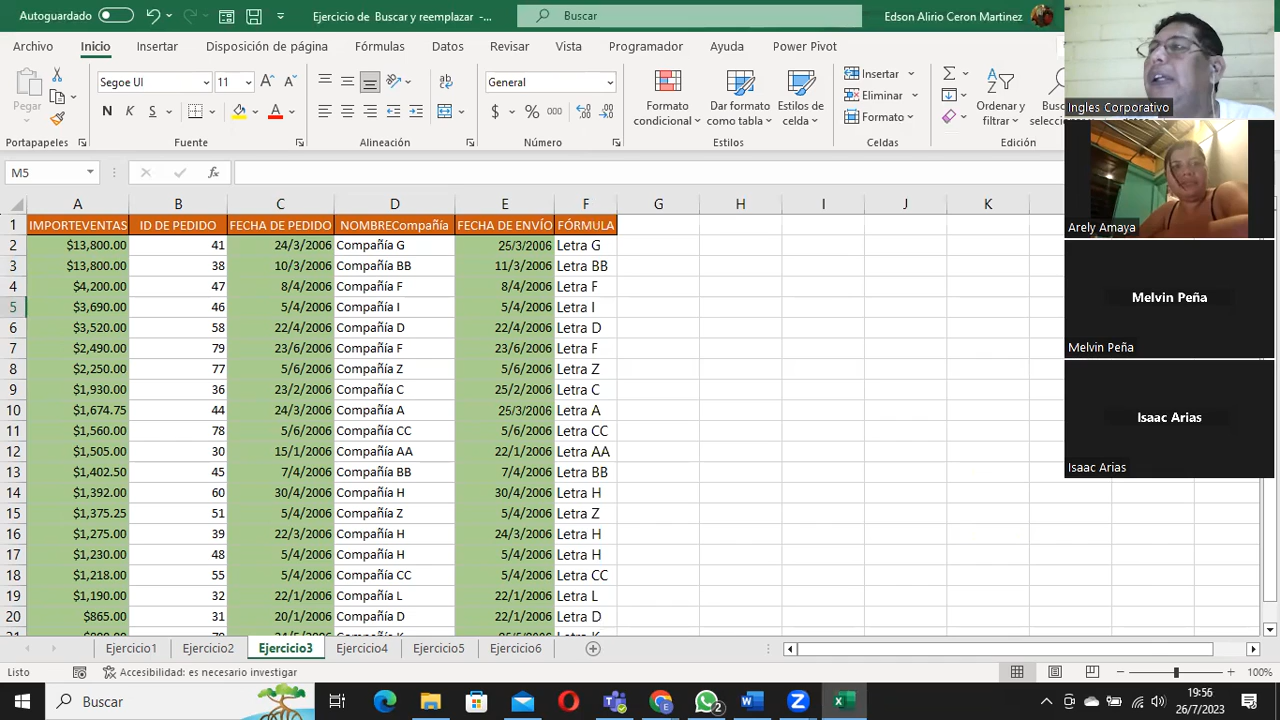 Autoguardado
Ejercicio de Buscar y reemplazar -...
Buscar
Edson Alirio Ceron Martinez
Archivo Inicio Insertar Disposición de página Fórmulas Datos Revisar Vista Programador Ayuda Power Pivot
Pegar
Portapapeles
Segoe UI 11
N K S
Fuente
Alineación
General
$ % 000
Número
Formato condicional
Dar formato como tabla
Estilos de celda
Estilos
Insertar
Eliminar
Formato
Celdas
Ordenar y filtrar
Edición
M5
fx
A B C D E F G H I J K
1 IMPORTEVENTAS ID DE PEDIDO FECHA DE PEDIDO NOMBRECompañía FECHA DE ENVÍO FÓRMULA
2 $13,800.00 41 24/3/2006 Compañía G 25/3/2006 Letra G
3 $13,800.00 38 10/3/2006 Compañía BB 11/3/2006 Letra BB
4 $4,200.00 47 8/4/2006 Compañía F 8/4/2006 Letra F
5 $3,690.00 46 5/4/2006 Compañía I 5/4/2006 Letra I
6 $3,520.00 58 22/4/2006 Compañía D 22/4/2006 Letra D
7 $2,490.00 79 23/6/2006 Compañía F 23/6/2006 Letra F
8 $2,250.00 77 5/6/2006 Compañía Z 5/6/2006 Letra Z
9 $1,930.00 36 23/2/2006 Compañía C 25/2/2006 Letra C
10 $1,674.75 44 24/3/2006 Compañía A 25/3/2006 Letra A
11 $1,560.00 78 5/6/2006 Compañía CC 5/6/2006 Letra CC
12 $1,505.00 30 15/1/2006 Compañía AA 22/1/2006 Letra AA
13 $1,402.50 45 7/4/2006 Compañía BB 7/4/2006 Letra BB
14 $1,392.00 60 30/4/2006 Compañía H 30/4/2006 Letra H
15 $1,375.25 51 5/4/2006 Compañía Z 5/4/2006 Letra Z
16 $1,275.00 39 22/3/2006 Compañía H 24/3/2006 Letra H
17 $1,230.00 48 5/4/2006 Compañía H 5/4/2006 Letra H
18 $1,218.00 55 5/4/2006 Compañía CC 5/4/2006 Letra CC
19 $1,190.00 32 22/1/2006 Compañía L 22/1/2006 Letra L
20 $865.00 31 20/1/2006 Compañía D 22/1/2006 Letra D
Ejercicio1 Ejercicio2 Ejercicio3 Ejercicio4 Ejercicio5 Ejercicio6
Listo
Accesibilidad: es necesario investigar
100%
Buscar
2
19:56
26/7/2023
Ingles Corporativo
Arely Amaya
Melvin Peña
Melvin Peña
Isaac Arias
Isaac Arias